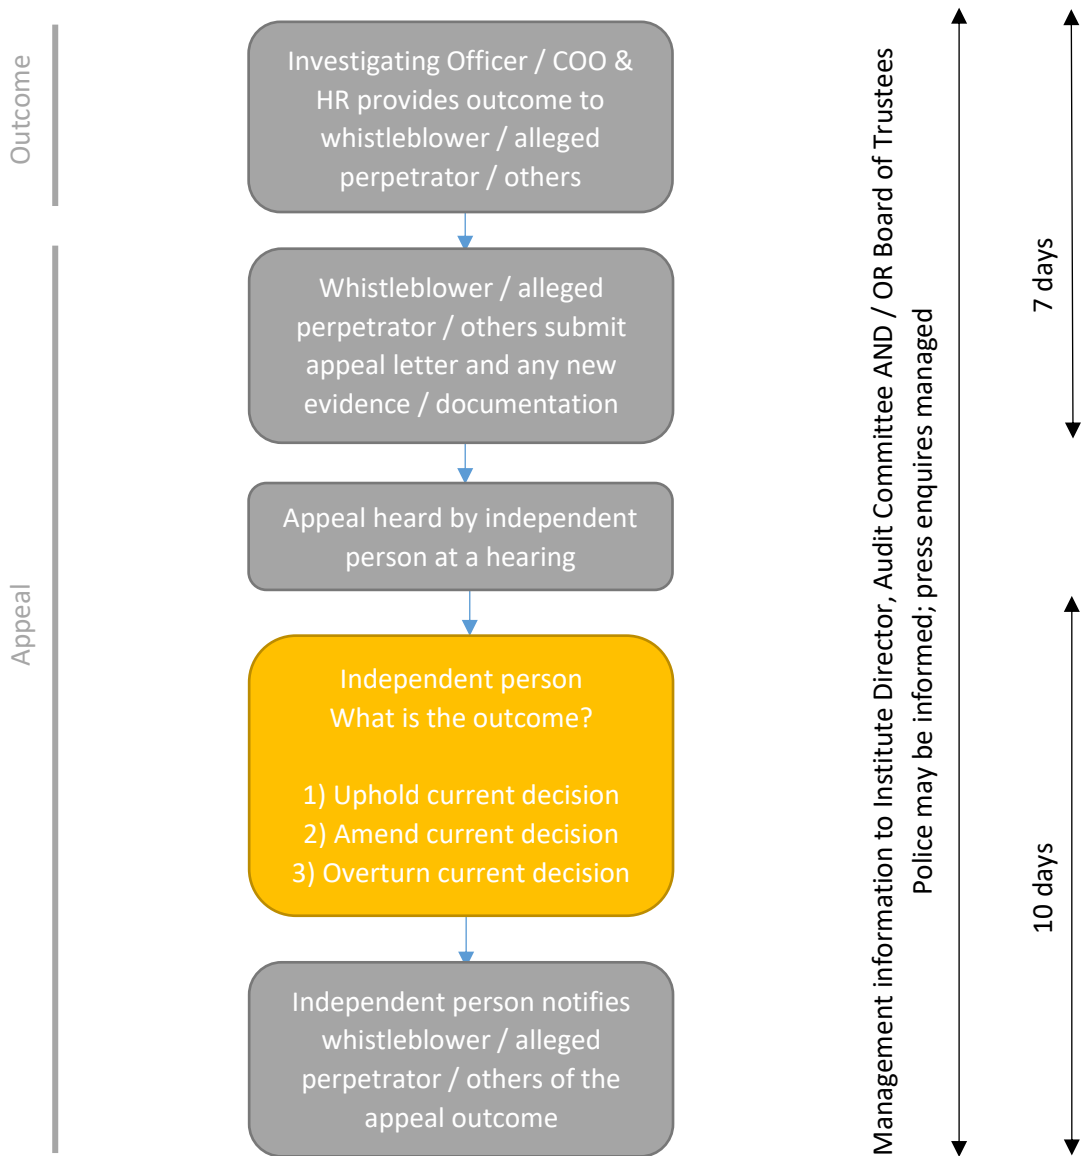 Outcome
Investigating Officer / COO &
HR provides outcome to
whistleblower / alleged
perpetrator / others
Appeal
Whistleblower / alleged
perpetrator / others submit
appeal letter and any new
evidence / documentation
Appeal heard by independent
person at a hearing
Independent person
What is the outcome?
1) Uphold current decision
2) Amend current decision
3) Overturn current decision
Independent person notifies
whistleblower / alleged
perpetrator / others of the
appeal outcome
Management information to Institute Director, Audit Committee AND / OR Board of Trustees
Police may be informed; press enquires managed
7 days
10 days